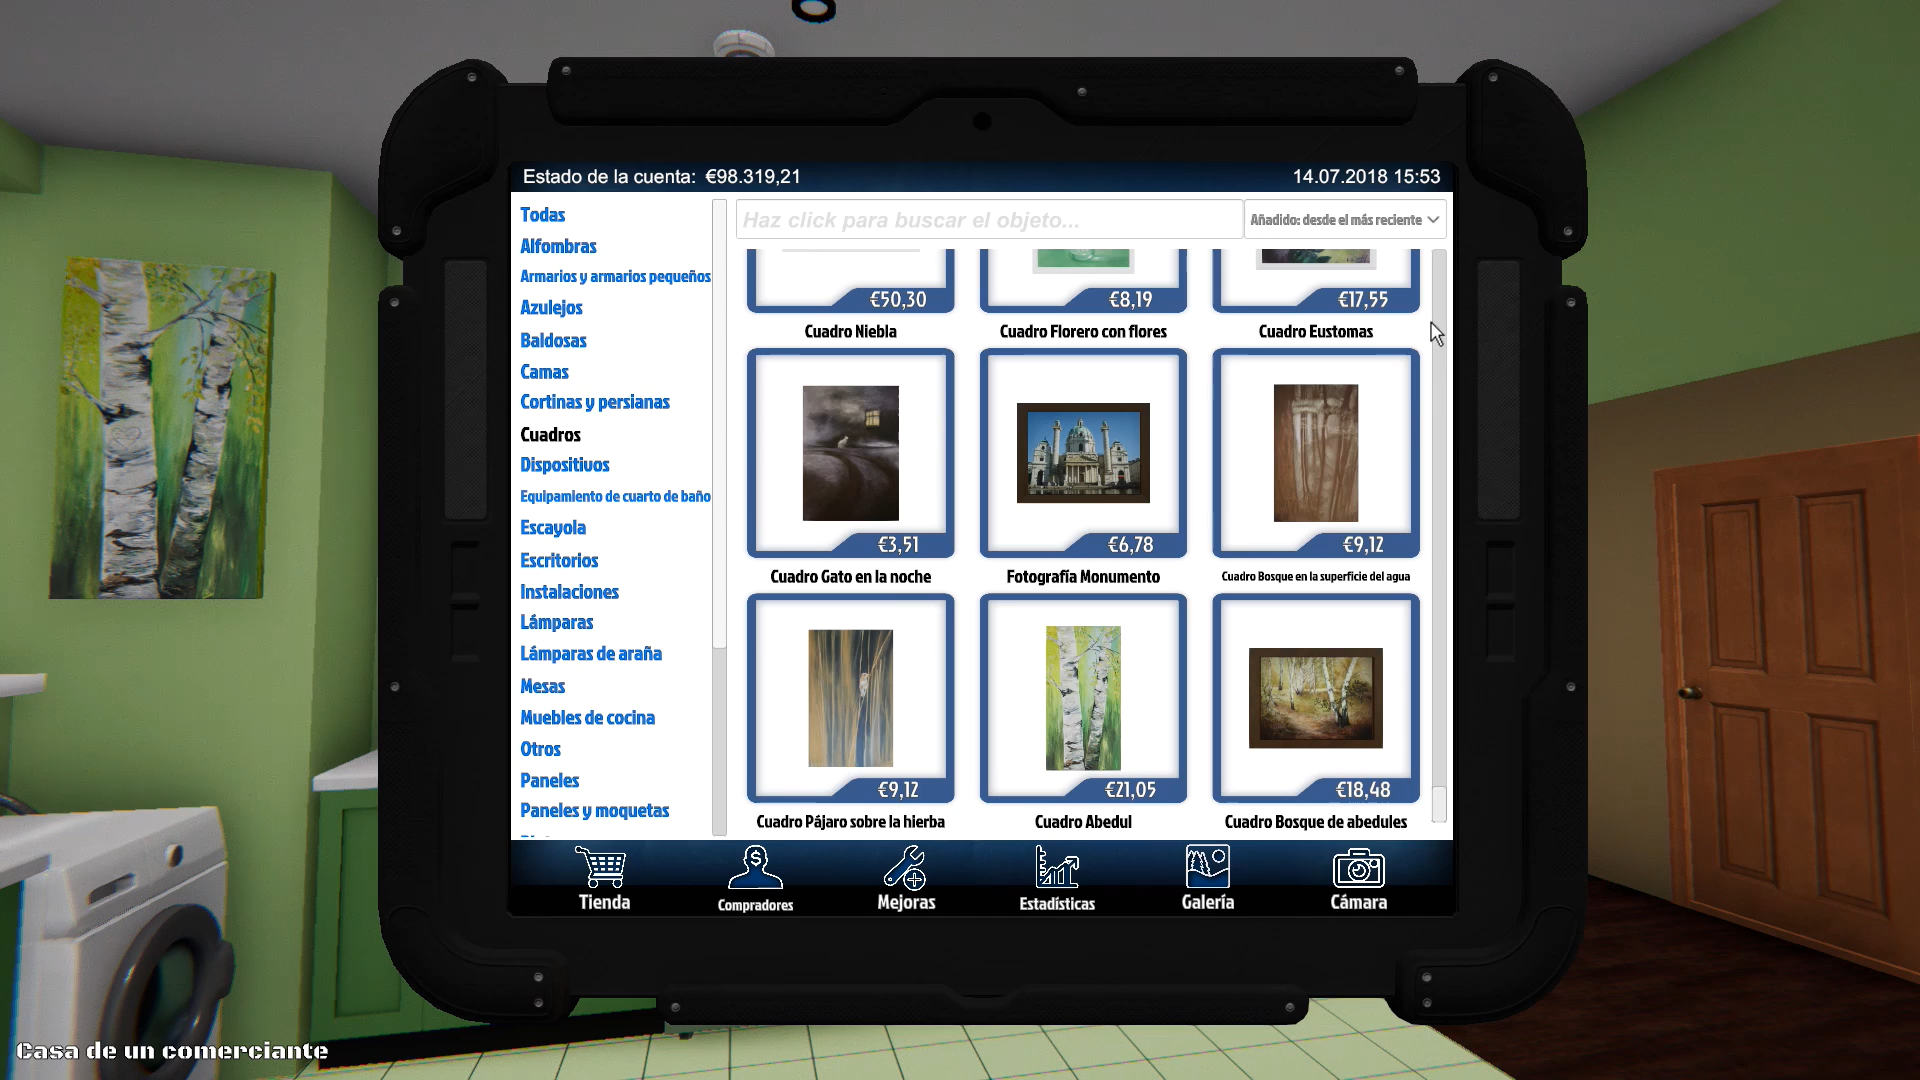 Estado de la cuenta: €98.319,21
14.07.2018 15:53
Todas
Alfombras
Armarios y armarios pequeños
Azulejos
Baldosas
Camas
Cortinas y persianas
Cuadros
Dispositivos
Equipamiento de cuarto de baño
Escayola
Escritorios
Instalaciones
Lámparas
Lámparas de araña
Mesas
Muebles de cocina
Otros
Paneles
Paneles y moquetas
Haz click para buscar el objeto...
Añadido: desde el más reciente
€50,30
€8,19
€17,55
Cuadro Niebla
Cuadro Florero con flores
Cuadro Eustomas
€3,51
€6,78
€9,12
Cuadro Gato en la noche
Fotografía Monumento
Cuadro Bosque en la superficie del agua
€9,12
€21,05
€18,48
Cuadro Pájaro sobre la hierba
Cuadro Abedul
Cuadro Bosque de abedules
Tienda
Compradores
Mejoras
Estadísticas
Galería
Cámara
Casa de un comerciante